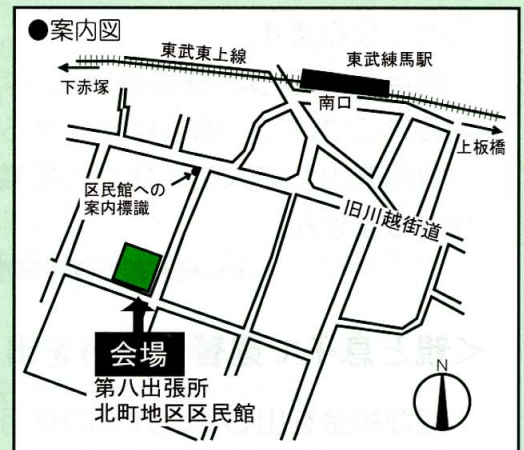 ●案内図
東武東上線
東武練馬駅
下赤塚
南口
上板橋
区民館への
案内標識
旧川越街道
会場
第八出張所
北町地区区民館
N